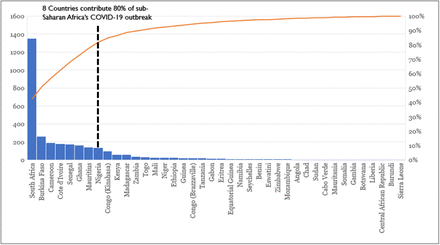 8 Countries contribute 80% of sub-
Saharan Africa's COVID-19 outbreak
1600
1400
1200
1000
800
600
400
200
0
100%
90%
80%
70%
60%
50%
40%
30%
20%
10%
0%
South Africa
Burkina Faso
Cameroon
Cote d'Ivoire
Senegal
Ghana
Mauritius
Nigeria
Congo (Kinshasa)
Kenya
Madagascar
Zambia
Togo
Mali
Niger
Ethiopia
Guinea
Congo (Brazzaville)
Tanzania
Gabon
Eritrea
Equatorial Guinea
Namibia
Seychelles
Benin
Eswatini
Zimbabwe
Mozambique
Angola
Chad
Sudan
Cabo Verde
Mauritania
Somalia
Gambia
Botswana
Liberia
Central African Republic
Burundi
Sierra Leone